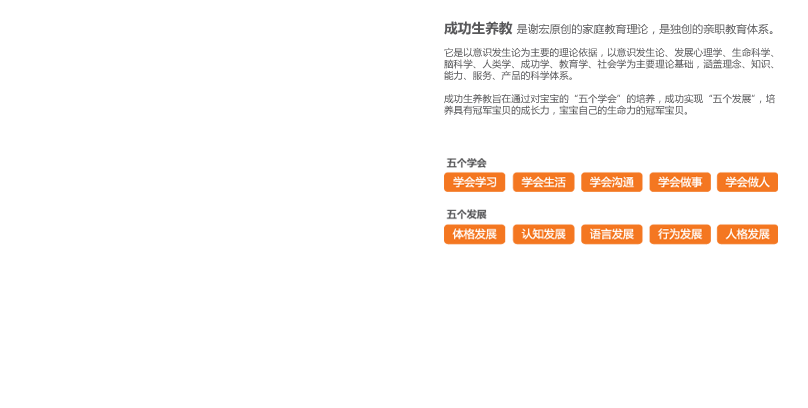 成功生养教 是谢宏原创的家庭教育理论，是独创的亲职教育体系。
它是以意识发生论为主要的理论依据，以意识发生论、发展心理学、生命科学、
脑科学、人类学、成功学、教育学、社会学为主要理论基础，涵盖理念、知识、
能力、服务、产品的科学体系。
成功生养教旨在通过对宝宝的“五个学会”的培养，成功实现“五个发展”，培
养具有冠军宝贝的成长力，宝宝自己的生命力的冠军宝贝。
五个学会
学会学习 学会生活 学会沟通 学会做事 学会做人
五个发展
体格发展 认知发展 语言发展 行为发展 人格发展